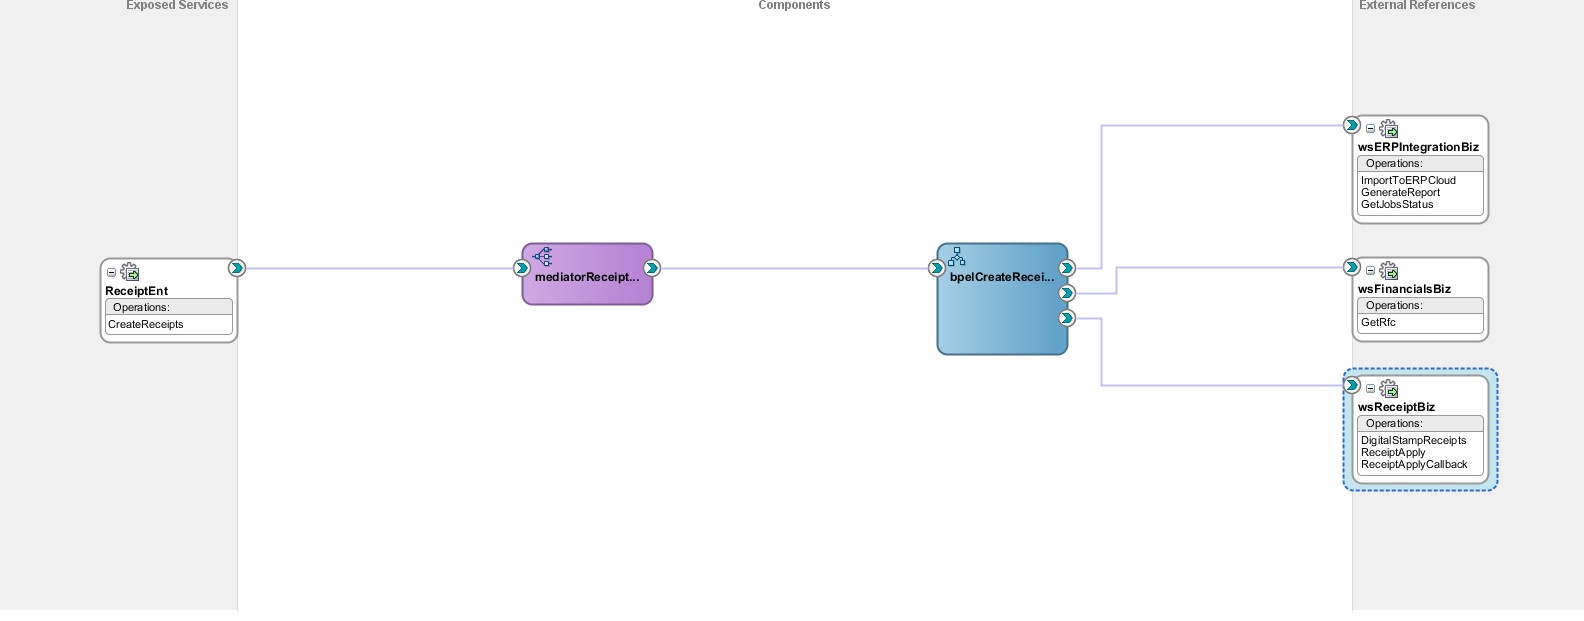 Exposed Services
Components
External References
ReceiptEnt
Operations:
CreateReceipts
mediatorReceipt...
bpelCreateRecei...
wsERPIntegrationBiz
Operations:
ImportToERPCloud
GenerateReport
GetJobsStatus
wsFinancialsBiz
Operations:
GetRfc
wsReceiptBiz
Operations:
DigitalStampReceipts
ReceiptApply
ReceiptApplyCallback